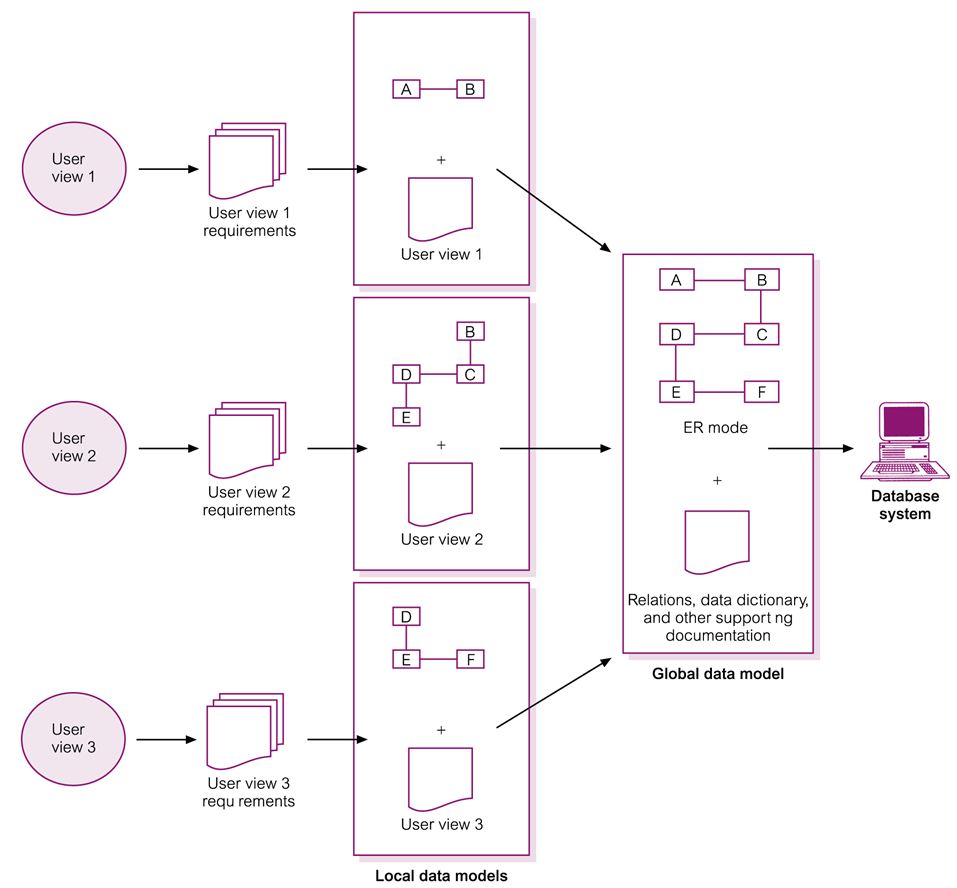 User
view 1
User view 1
requirements
A
B
+
User view 1
User
view 2
User view 2
requirements
B
D
C
E
+
User view 2
User
view 3
User view 3
requ rements
D
E
F
+
User view 3
Local data models
A
B
D
C
E
F
ER mode
+
Relations, data dictionary,
and other support ng
documentation
Global data model
Database
system